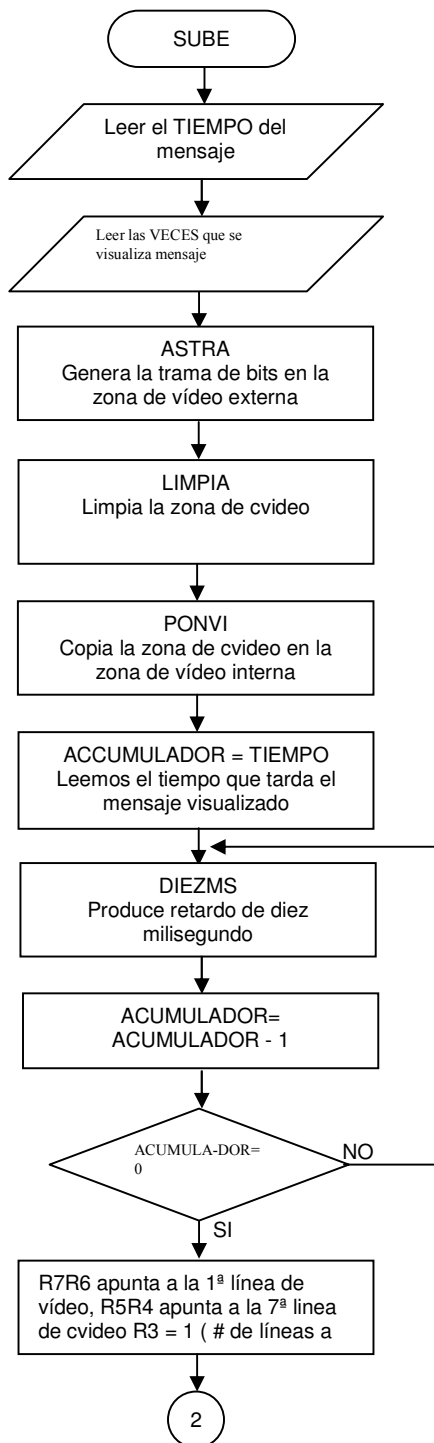 SUBE
Leer el TIEMPO del
mensaje
Leer las VECES que se
visualiza mensaje
ASTRA
Genera la trama de bits en la
zona de vídeo externa
LIMPIA
Limpia la zona de cvideo
PONVI
Copia la zona de cvideo en la
zona de vídeo interna
ACCUMULADOR = TIEMPO
Leemos el tiempo que tarda el
mensaje visualizado
DIEZMS
Produce retardo de diez
milisegundo
ACUMULADOR=
ACUMULADOR - 1
ACUMULA-DOR=
0
NO
SI
R7R6 apunta a la 1ª línea de
vídeo, R5R4 apunta a la 7ª linea
de cvideo R3 = 1 ( # de líneas a
2